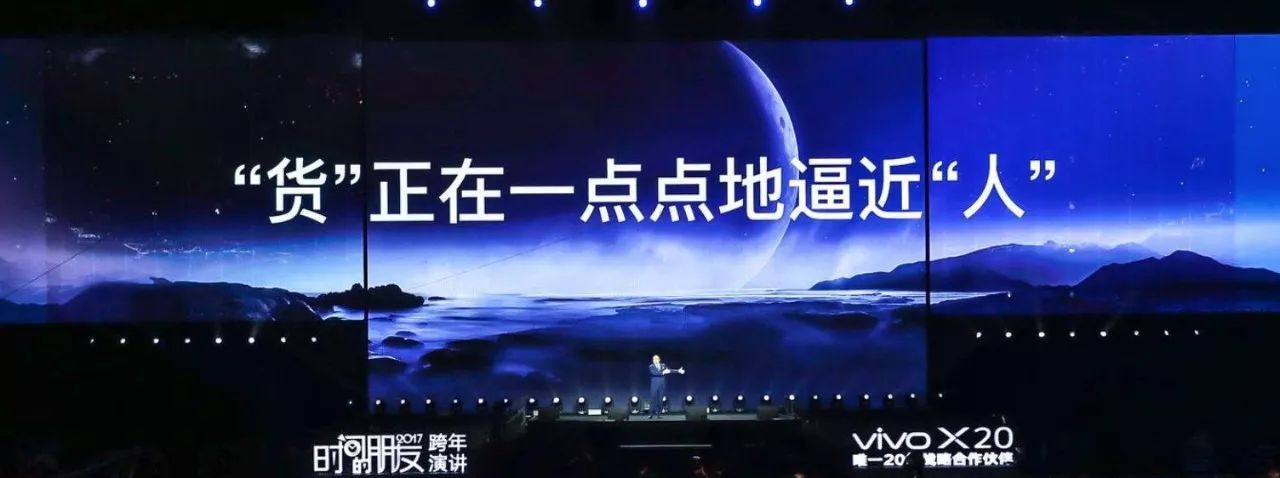 “货”正在一点点地逼近“人”
时间的朋友 2017 跨年
演讲
vivo X20
唯一20 战略合作伙伴